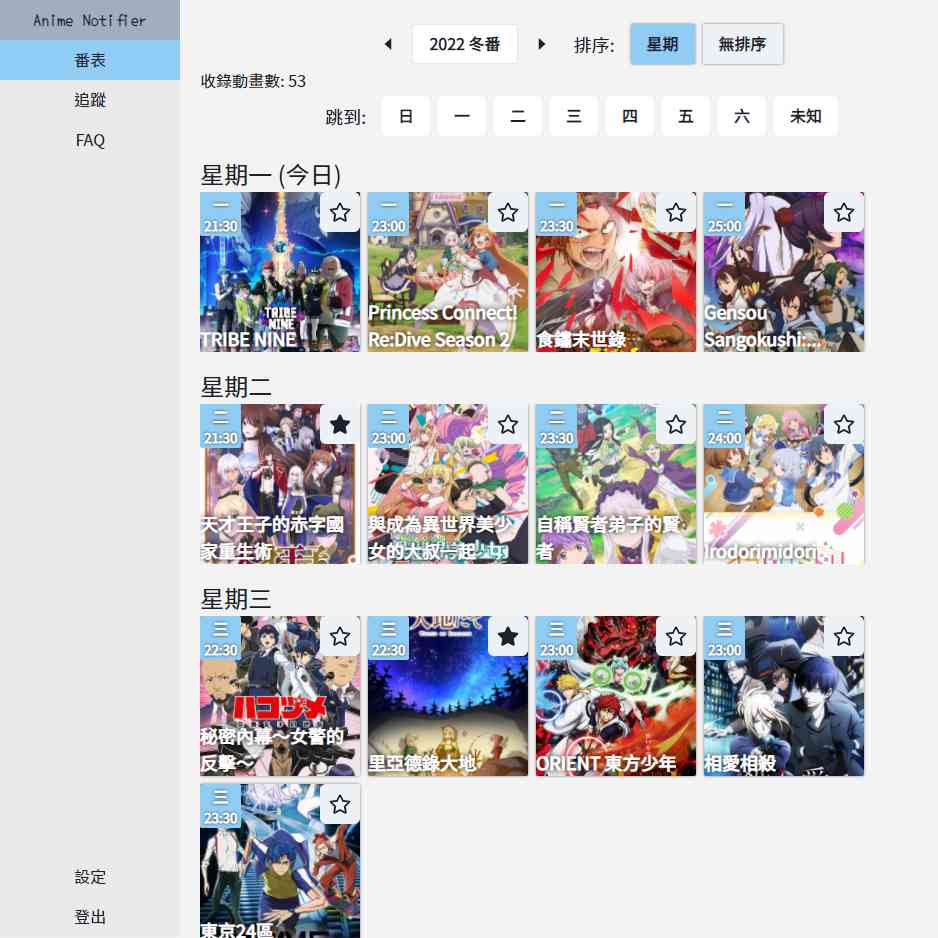 Anime Notifier
番表
追蹤
FAQ
設定
登出
2022 冬番
排序:
星期
無排序
收錄動畫數: 53
跳到:
日
一
二
三
四
五
六
未知
星期一 (今日)
一
21:30
TRIBE
NINE
TRIBE NINE
一
23:00
Princess Connect!
Re:Dive Season 2
一
23:30
食鏽末世錄
一
25:00
Gensou
Sangokushi:...
星期二
二
21:30
天才王子的赤字國
家重生術
二
23:00
與成為異世界美少
女的大叔一起...
二
23:30
自稱賢者弟子的賢
者
二
24:00
Irodorimidori
星期三
三
22:30
ハコヅメ
秘密內幕～女警的
反擊～
三
22:30
里亞德錄大地
三
23:00
ORIENT 東方少年
三
23:00
相愛相殺
三
23:30
東京24區